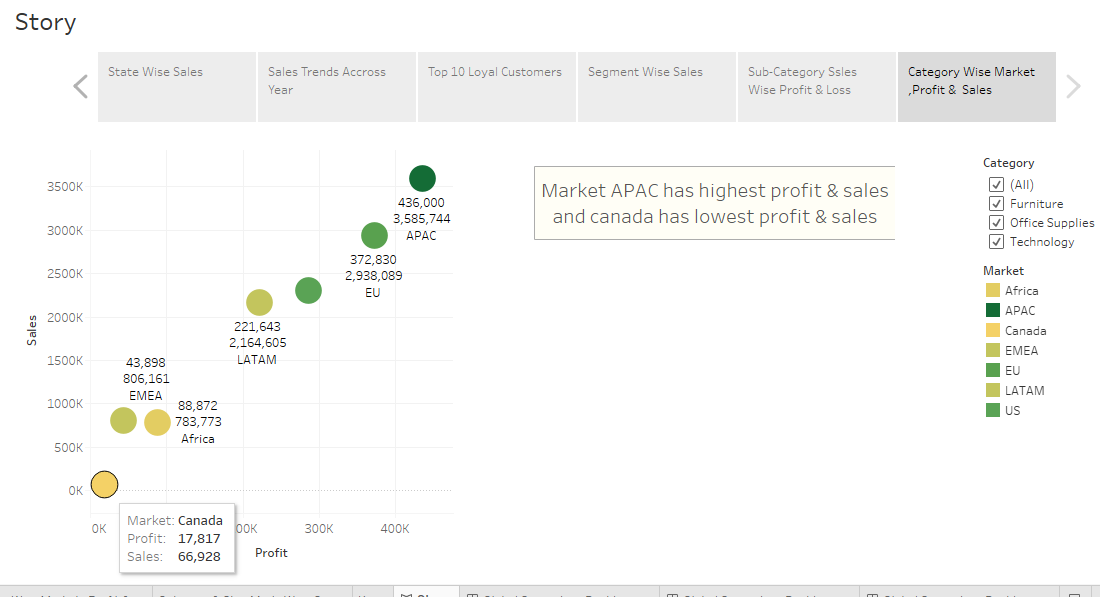 Story
State Wise Sales
Sales Trends Accross
Year
Top 10 Loyal Customers
Segment Wise Sales
Sub-Category Ssles
Wise Profit & Loss
Category Wise Market
,Profit & Sales
Market APAC has highest profit & sales
and canada has lowest profit & sales
Category
(All)
Furniture
Office Supplies
Technology
Market
Africa
APAC
Canada
EMEA
EU
LATAM
US
Sales
3500K
3000K
2500K
2000K
1500K
1000K
500K
0K
436,000
3,585,744
APAC
372,830
2,938,089
EU
221,643
2,164,605
LATAM
43,898
806,161
EMEA
88,872
783,773
Africa
0K
00K
300K
400K
Profit
Market: Canada
Profit: 17,817
Sales: 66,928